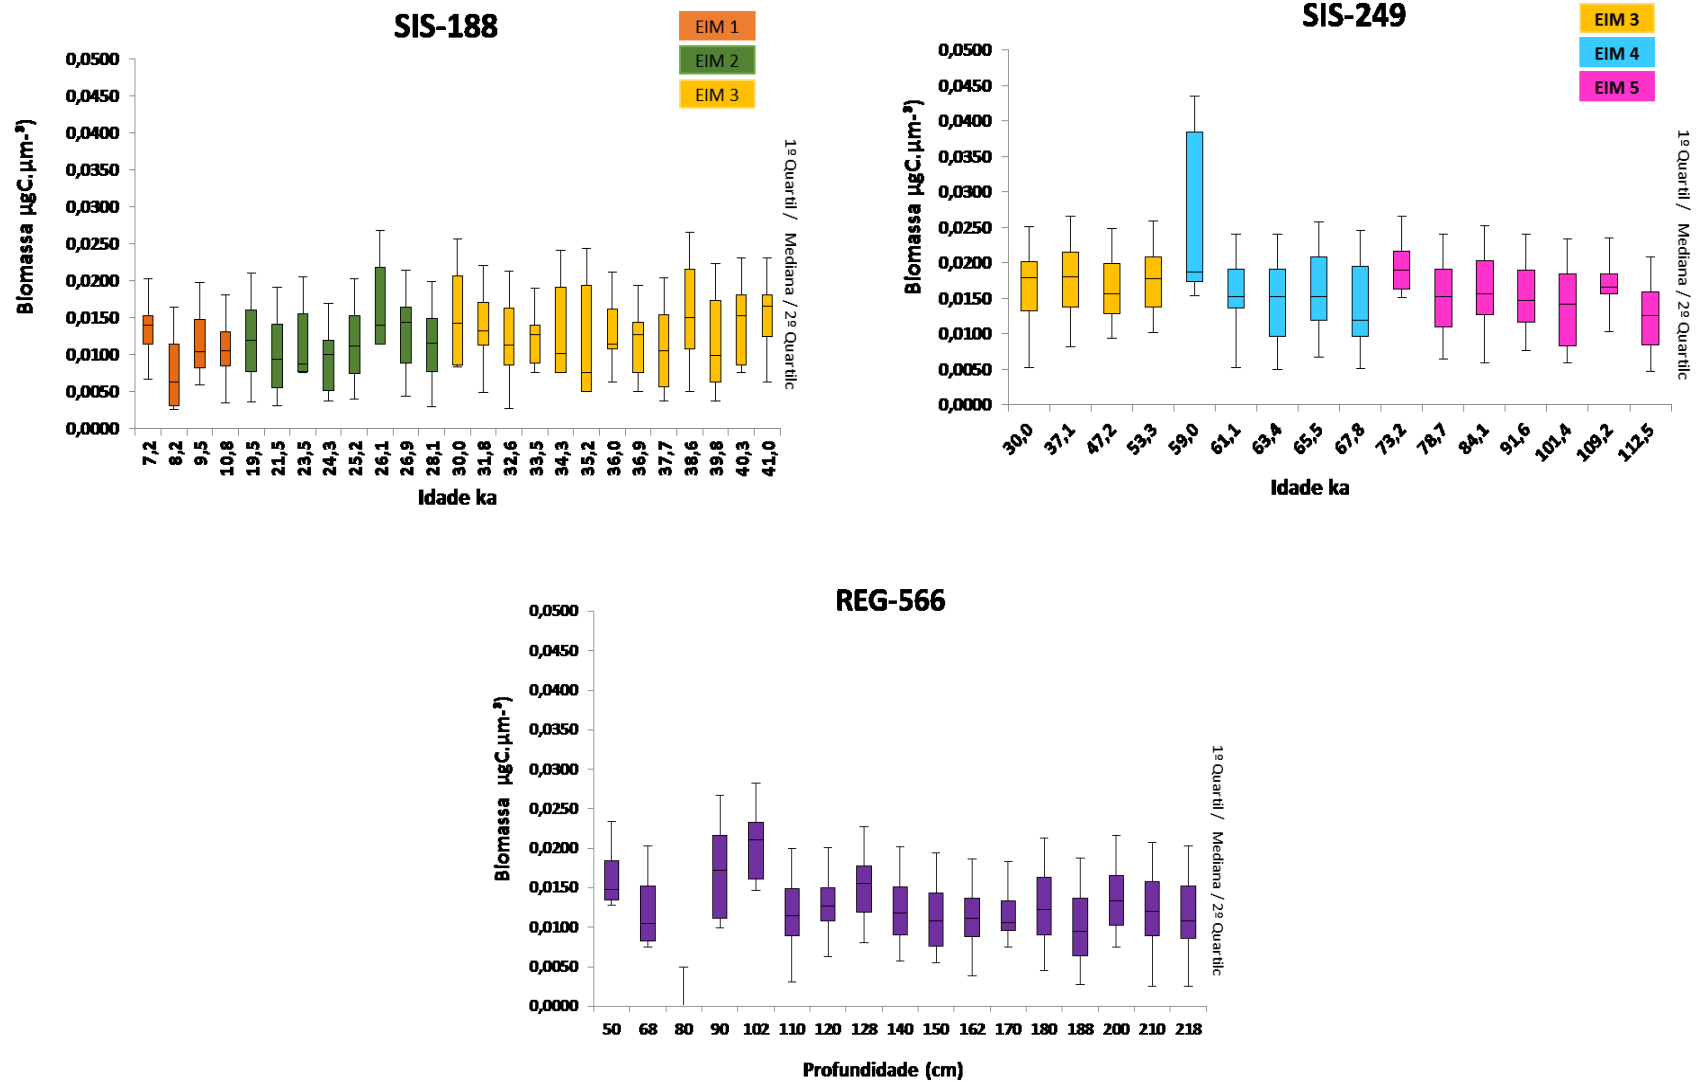 SIS-188
EIM 1
EIM 2
EIM 3
0,0500
0,0450
0,0400
0,0350
0,0300
0,0250
0,0200
0,0150
0,0100
0,0050
0,0000
Biomassa µgC.µm-³
7,2 8,2 9,5 10,8 19,5 21,5 23,5 24,3 25,2 26,1 26,9 28,1 30,0 31,8 32,6 33,5 34,3 35,2 36,0 36,9 37,7 38,6 39,8 40,3 41,0
Idade ka
1º Quartil / Mediana / 2º Quartilc
SIS-249
EIM 3
EIM 4
EIM 5
0,0500
0,0450
0,0400
0,0350
0,0300
0,0250
0,0200
0,0150
0,0100
0,0050
0,0000
Biomassa µgC.µm-³
30,0 37,1 47,2 53,3 59,0 61,1 63,4 65,5 67,8 73,2 78,7 84,1 91,6 101,4 109,2 112,5
Idade ka
1º Quartil / Mediana / 2º Quartilc
REG-566
0,0500
0,0450
0,0400
0,0350
0,0300
0,0250
0,0200
0,0150
0,0100
0,0050
0,0000
Biomassa µgC.µm-³
50 68 80 90 102 110 120 128 140 150 162 170 180 188 200 210 218
Profundidade (cm)
1º Quartil / Mediana / 2º Quartilc